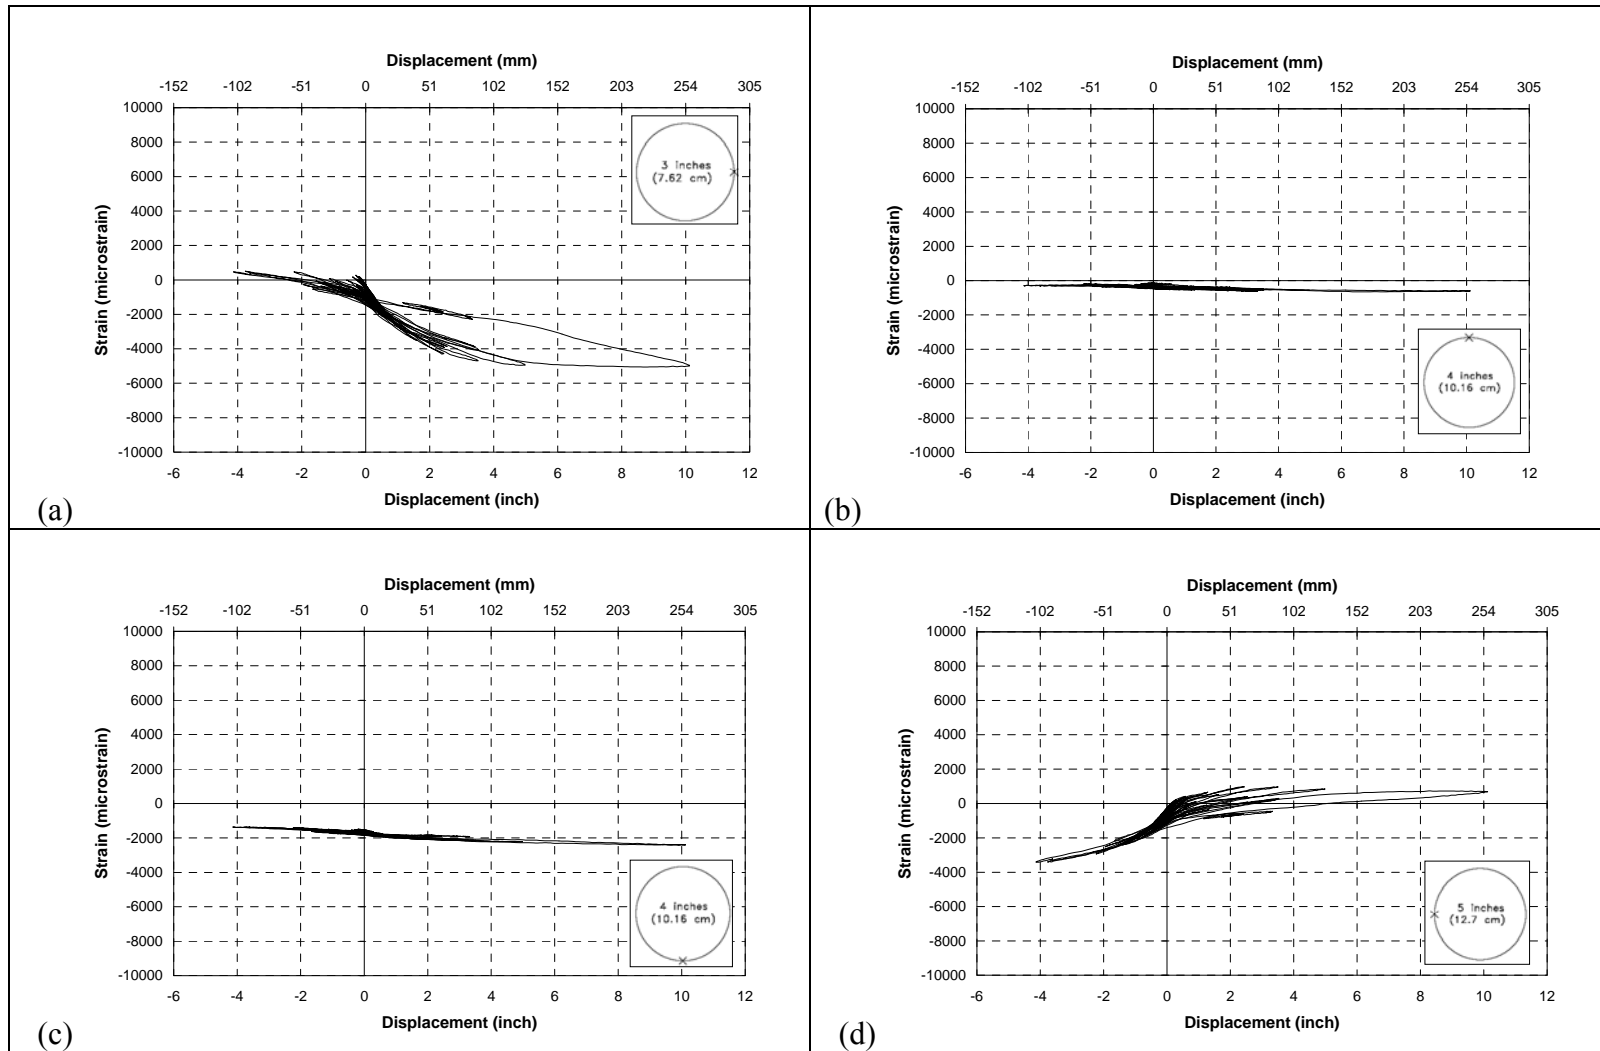 Displacement (mm)
-152 -102 -51 0 51 102 152 203 254 305
10000
8000
6000
4000
2000
0
-2000
-4000
-6000
-8000
-10000
Strain (microstrain)
3 inches
(7.62 cm)
-6 -4 -2 0 2 4 6 8 10 12
Displacement (inch)
(a)
Displacement (mm)
-152 -102 -51 0 51 102 152 203 254 305
10000
8000
6000
4000
2000
0
-2000
-4000
-6000
-8000
-10000
Strain (microstrain)
4 inches
(10.16 cm)
-6 -4 -2 0 2 4 6 8 10 12
Displacement (inch)
(b)
Displacement (mm)
-152 -102 -51 0 51 102 152 203 254 305
10000
8000
6000
4000
2000
0
-2000
-4000
-6000
-8000
-10000
Strain (microstrain)
4 inches
(10.16 cm)
-6 -4 -2 0 2 4 6 8 10 12
Displacement (inch)
(c)
Displacement (mm)
-152 -102 -51 0 51 102 152 203 254 305
10000
8000
6000
4000
2000
0
-2000
-4000
-6000
-8000
-10000
Strain (microstrain)
5 inches
(12.7 cm)
-6 -4 -2 0 2 4 6 8 10 12
Displacement (inch)
(d)